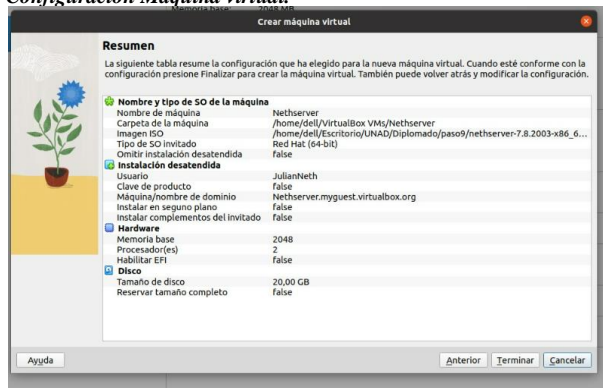 Configuración Máquina virtual.
Memoria base: 2048 MB
Crear máquina virtual
Resumen
La siguiente tabla resume la configuración que ha elegido para la nueva máquina virtual. Cuando esté conforme con la
configuración presione Finalizar para crear la máquina virtual. También puede volver atrás y modificar la configuración.
Nombre y tipo de SO de la máquina
Nombre de máquina Nethserver
Carpeta de la máquina /home/dell/VirtualBox VMs/Nethserver
Imagen ISO /home/dell/Escritorio/UNAD/Diplomado/paso9/nethserver-7.8.2003-x86_6...
Tipo de SO invitado Red Hat (64-bit)
Omitir instalación desatendida false
Instalación desatendida
Usuario JulianNeth
Clave de producto false
Máquina/nombre de dominio Nethserver.myguest.virtualbox.org
Instalar en seguno plano false
Instalar complementos del invitado false
Hardware
Memoria base 2048
Procesador(es) 2
Habilitar EFI false
Disco
Tamaño de disco 20,00 GB
Reservar tamaño completo false
Ayuda Anterior Terminar Cancelar